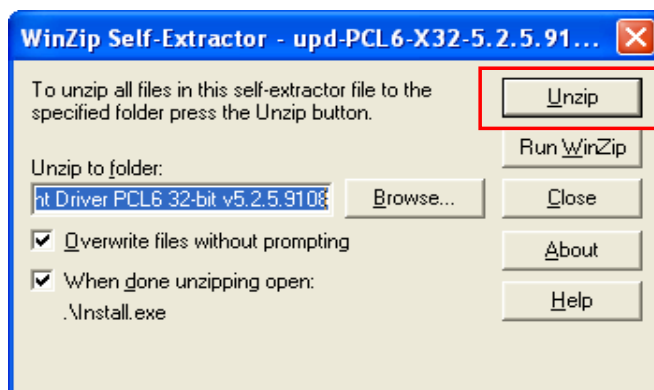 WinZip Self-Extractor - upd-PCL6-X32-5.2.5.91...
To unzip all files in this self-extractor file to the
specified folder press the Unzip button.
Unzip to folder:
nt Driver PCL6 32-bit v5.2.5.9108
Browse...
Overwrite files without prompting
When done unzipping open:
.\Install.exe
Unzip
Run WinZip
Close
About
Help